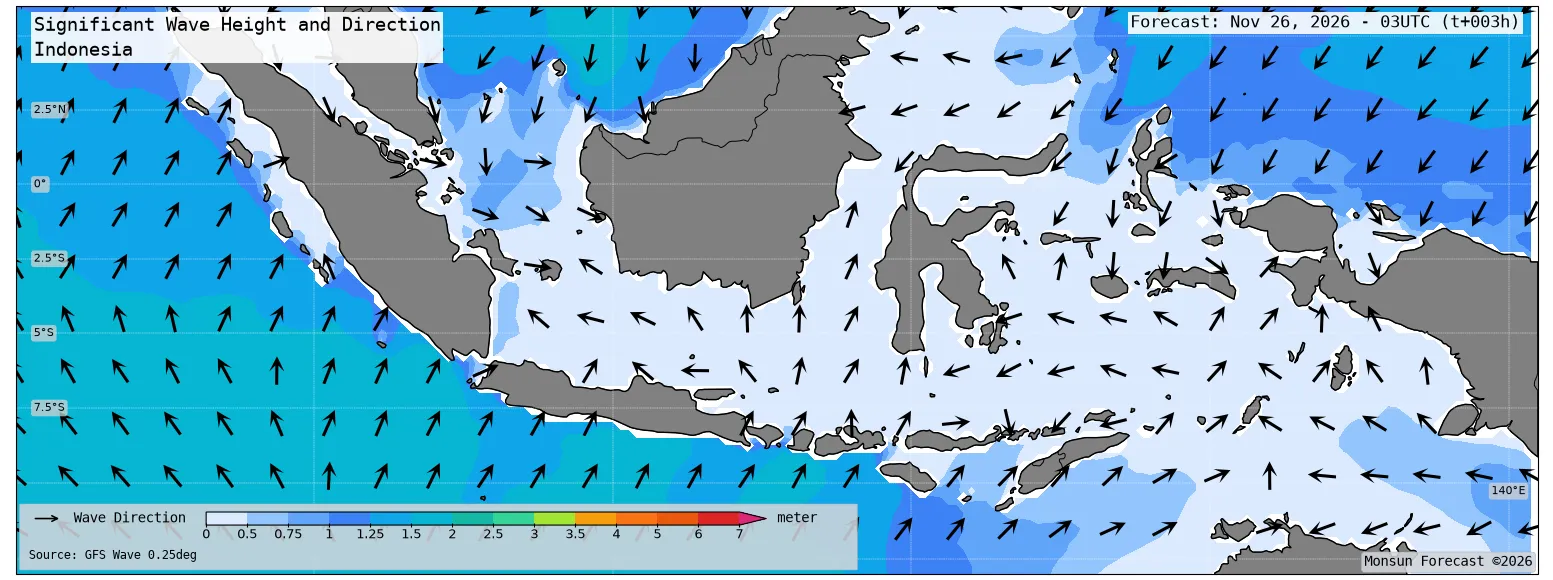 Significant Wave Height and Direction
Indonesia
Forecast: Nov 26, 2026 - 03UTC (t+003h)
2.5°N
0°
2.5°S
5°S
7.5°S
140°E
Wave Direction
0 0.5 0.75 1 1.25 1.5 2 2.5 3 3.5 4 5 6 7
meter
Source: GFS Wave 0.25deg
Monsun Forecast ©2026